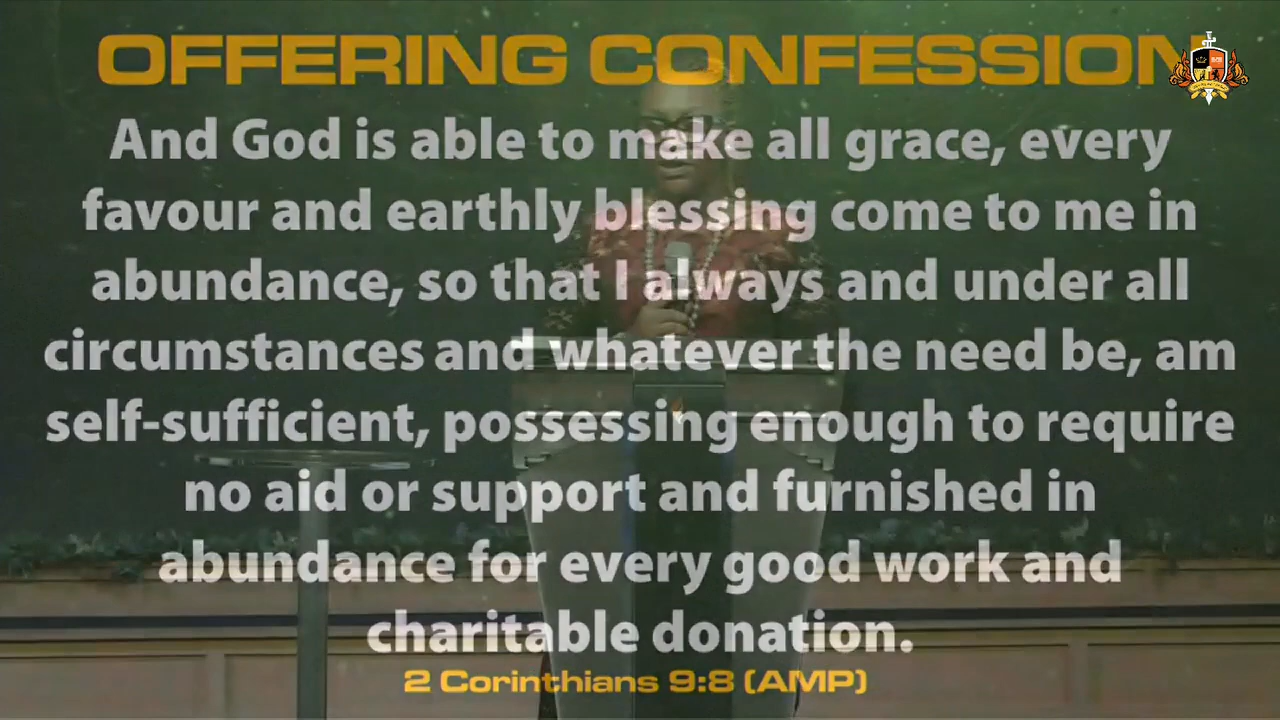 OFFERING CONFESSION
And God is able to make all grace, every
favour and earthly blessing come to me in
abundance, so that I always and under all
circumstances and whatever the need be, am
self-sufficient, possessing enough to require
no aid or support and furnished in
abundance for every good work and
charitable donation.
2 Corinthians 9:8 (AMP)